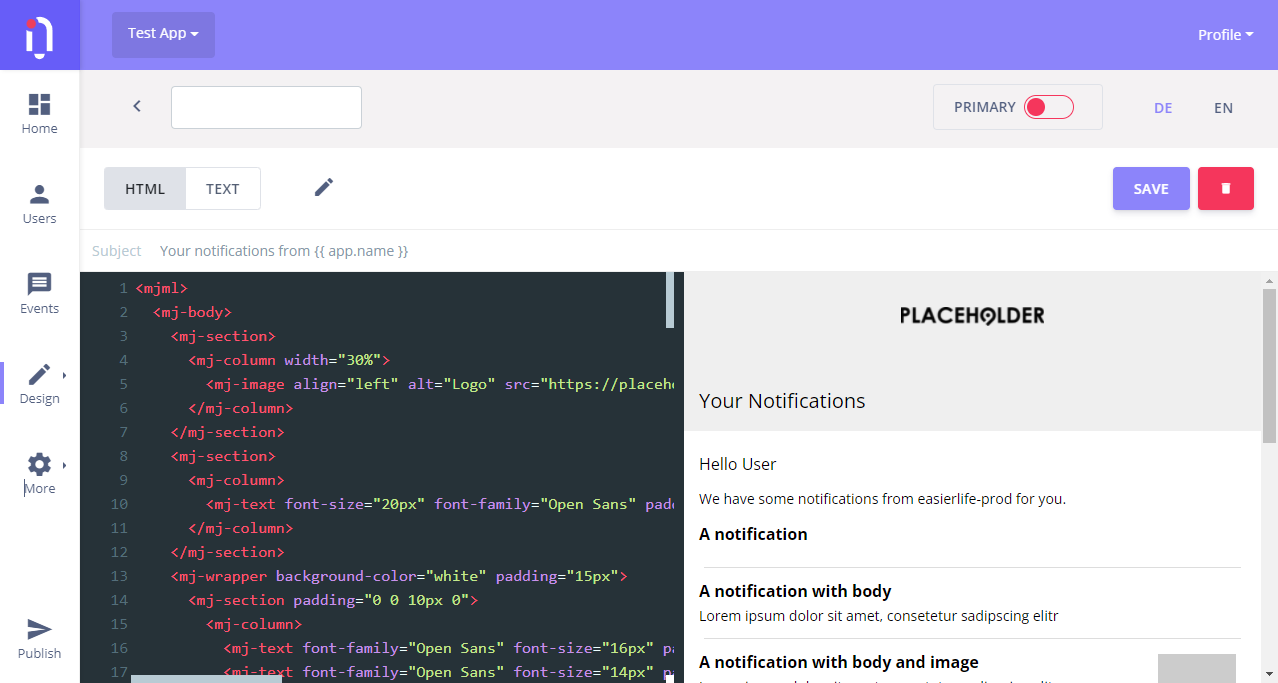 Test App
Profile
Home
Users
Events
Design
More
Publish
PRIMARY
DE
EN
HTML
TEXT
SAVE
Subject
Your notifications from {{ app.name }}
1 <mjml>
2 <mj-body>
3 <mj-section>
4 <mj-column width="30%">
5 <mj-image align="left" alt="Logo" src="https://placeh
6 </mj-column>
7 </mj-section>
8 <mj-section>
9 <mj-column>
10 <mj-text font-size="20px" font-family="Open Sans" pad
11 </mj-column>
12 </mj-section>
13 <mj-wrapper background-color="white" padding="15px">
14 <mj-section padding="0 0 10px 0">
15 <mj-column>
16 <mj-text font-family="Open Sans" font-size="16px" pa
17 <mj-text font-family="Open Sans" font-size="14px" p
PLACEHOLDER
Your Notifications
Hello User
We have some notifications from easierlife-prod for you.
A notification
A notification with body
Lorem ipsum dolor sit amet, consetetur sadipscing elitr
A notification with body and image